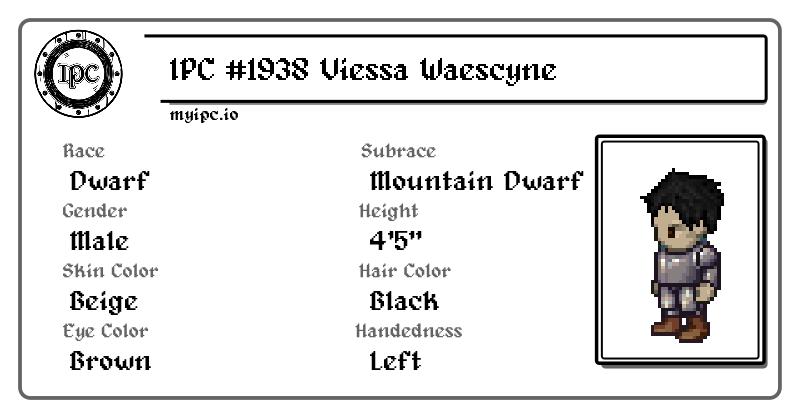 IPC
IPC #1938 Viessa Waescyne
myipc.io
Race
Subrace
Dwarf
Mountain Dwarf
Gender
Height
Male
4'5"
Skin Color
Hair Color
Beige
Black
Eye Color
Handedness
Brown
Left